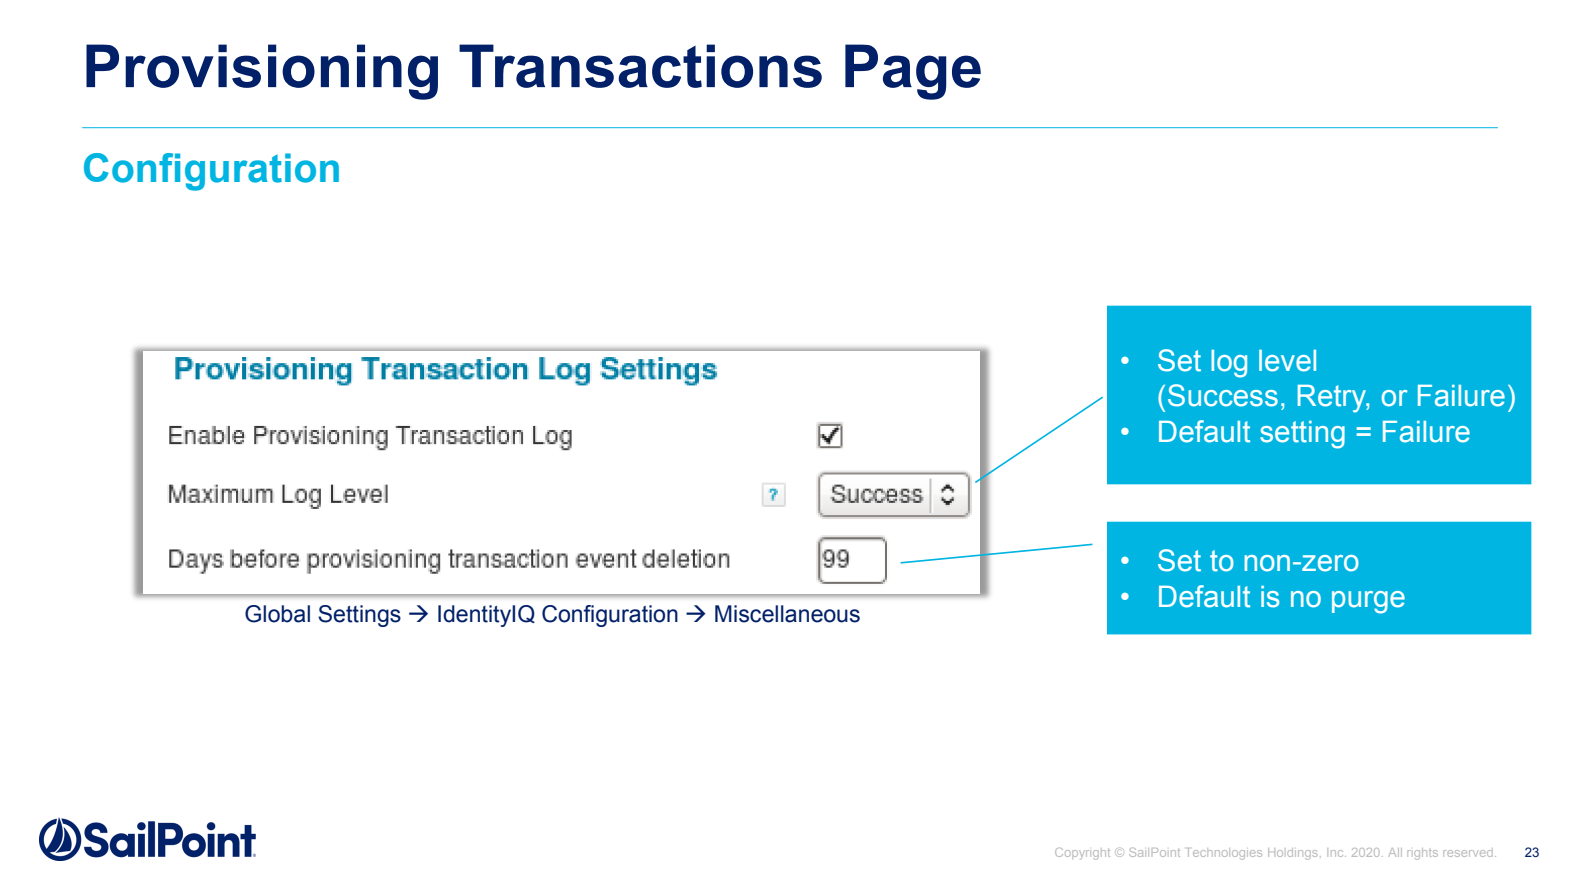 Provisioning Transactions Page
Configuration
Provisioning Transaction Log Settings
Enable Provisioning Transaction Log
Maximum Log Level ? Success
Days before provisioning transaction event deletion 99
Global Settings → IdentityIQ Configuration → Miscellaneous
• Set log level
(Success, Retry, or Failure)
• Default setting = Failure
• Set to non-zero
• Default is no purge
SailPoint
Copyright © SailPoint Technologies Holdings, Inc. 2020. All rights reserved. 23